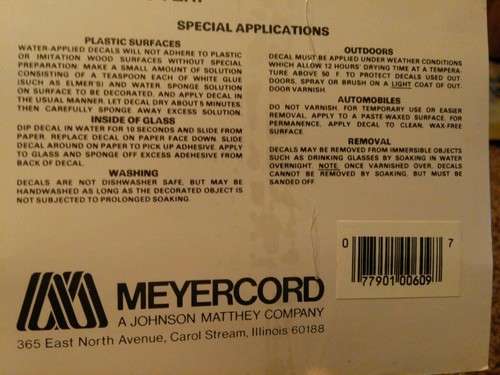 SPECIAL APPLICATIONS
PLASTIC SURFACES
WATER-APPLIED DECALS WILL NOT ADHERE TO PLASTIC
OR IMITATION WOOD SURFACES WITHOUT SPECIAL
PREPARATION. MAKE A SMALL AMOUNT OF SOLUTION
CONSISTING OF A TEASPOON EACH OF WHITE GLUE
(SUCH AS ELMER'S) AND WATER. SPONGE SOLUTION
ON SURFACE TO BE DECORATED, AND APPLY DECAL IN
THE USUAL MANNER. LET DECAL DRY ABOUT 5 MINUTES,
THEN CAREFULLY SPONGE AWAY EXCESS SOLUTION.
INSIDE OF GLASS
DIP DECAL IN WATER FOR 10 SECONDS AND SLIDE FROM
PAPER. REPLACE DECAL ON PAPER FACE DOWN. SLIDE
DECAL AROUND ON PAPER TO PICK UP ADHESIVE. APPLY
TO GLASS AND SPONGE OFF EXCESS ADEHESIVE FROM
BACK OF DECAL.
WASHING
DECALS ARE NOT DISHWASHER SAFE, BUT MAY BE
HANDWASHED AS LONG AS THE DECORATED OBJECT IS
NOT SUBJECTED TO PROLONGED SOAKING.
OUTDOORS
DECAL MUST BE APPLIED UNDER WEATHER CONDITIONS
WHICH ALLOW 12 HOURS' DRYING TIME AT A TEMPERA-
TURE ABOVE 50 F. TO PROTECT DECALS USED OUT-
DOORS, SPRAY OR BRUSH ON A LIGHT COAT OF OUT-
DOOR VARNISH.
AUTOMOBILES
DO NOT VARNISH. FOR TEMPORARY USE OR EASIER
REMOVAL, APPLY TO A PASTE-WAXED SURFACE. FOR
PERMANENCE, APPLY DECAL TO CLEAN, WAX-FREE
SURFACE.
REMOVAL
DECALS MAY BE REMOVED FROM IMMERSIBLE OBJECTS
SUCH AS DRINKING GLASSES BY SOAKING IN WATER
OVERNIGHT. NOTE: ONCE VARNISHED OVER, DECALS
CANNOT BE REMOVED BY SOAKING, BUT MUST BE
SANDED OFF.
0 77901 00609 7
MEYERCORD
A JOHNSON MATTHEY COMPANY
365 East North Avenue, Carol Stream, Illinois 60188